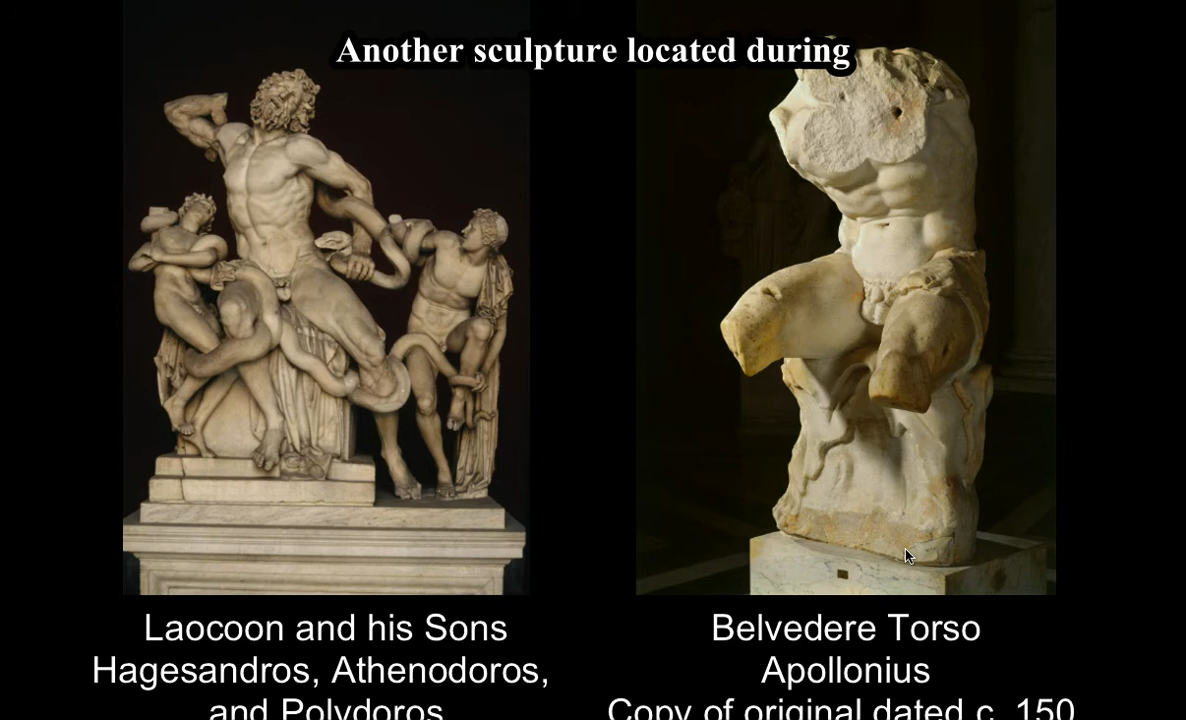 Another sculpture located during
Laocoon and his Sons
Hagesandros, Athenodoros,
and Polydoros
Belvedere Torso
Apollonius
Copy of original dated c. 150